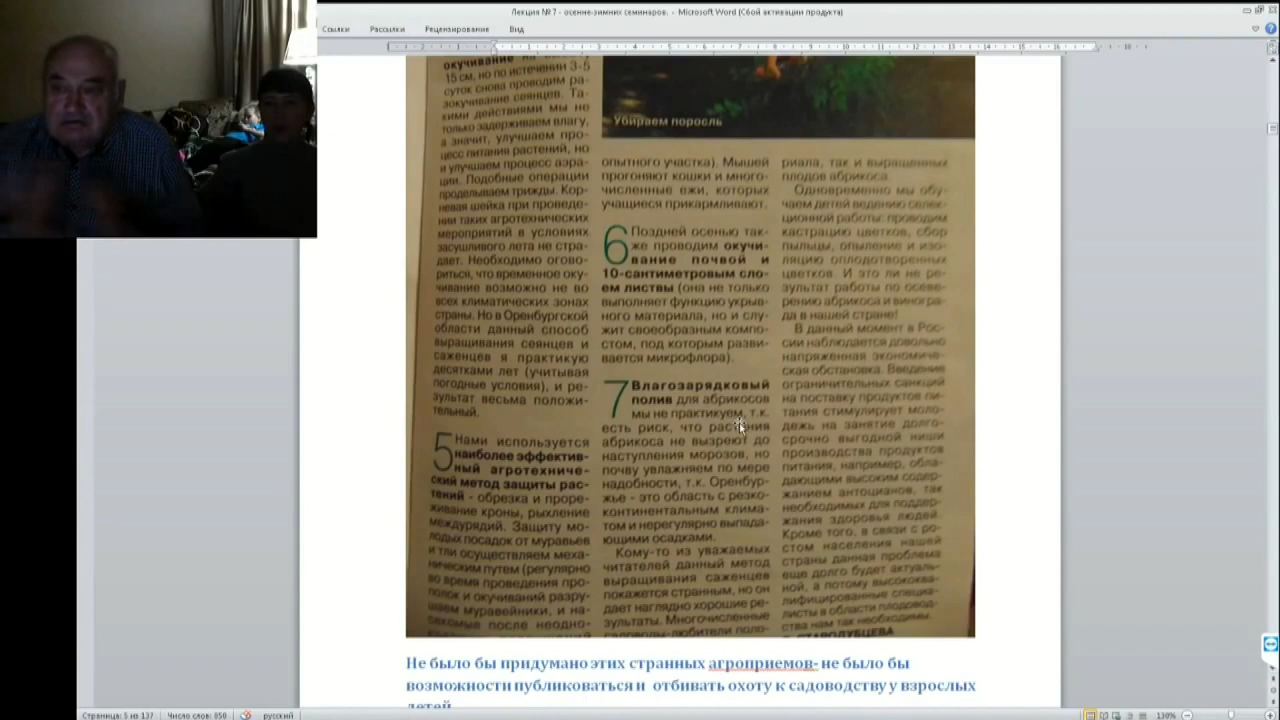 Лекция № 7 - осенне-зимних семинаров. - Microsoft Word (Сбой активации продукта)
Ссылки Рассылки Рецензирование Вид
окучивание на
15 см, но по истечении 3-5
суток снова проводим ра-
зокучивание сеянцев. Та-
кими действиями мы не
только задерживаем влагу,
а значит, улучшаем про-
цесс питания растений, но
и улучшаем процесс аэра-
ции. Подобные операции
проделываем трижды. Кор-
невая шейка при проведе-
нии таких агротехнических
мероприятий в условиях
засушливого лета не стра-
дает. Необходимо огово-
риться, что временное оку-
чивание возможно не во
всех климатических зонах
страны. Но в Оренбургской
области данный способ
выращивания сеянцев и
саженцев я практикую
десятками лет (учитывая
погодные условия), и ре-
зультат весьма положи-
тельный.
5 Нами используется
наиболее эффектив-
ный агротехниче-
ский метод защиты рас-
тений - обрезка и проре-
живание кроны, рыхление
междурядий. Защиту мо-
лодых посадок от муравьев
и тли осуществляем меха-
ническим путем (регулярно
во время проведения про-
полок и окучиваний разру-
шаем муравейники, и на-
секомые после неодно-
Убираем поросль
опытного участка). Мышей
прогоняют кошки и много-
численные ежи, которых
учащиеся прикармливают.
6 Поздней осенью так-
же проводим окучи-
вание почвой и
10-сантиметровым сло-
ем листвы (она не только
выполняет функцию укрыв-
ного материала, но и слу-
жит своеобразным компо-
стом, под которым разви-
вается микрофлора).
7 Влагозарядковый
полив для абрикосов
мы не практикуем, т.к.
есть риск, что растения
абрикоса не вызреют до
наступления морозов, но
почву увлажняем по мере
надобности, т.к. Оренбур-
жье - это область с резко-
континентальным клима-
том и нерегулярно выпада-
ющими осадками.
Кому-то из уважаемых
читателей данный метод
выращивания саженцев
покажется странным, но он
дает наглядно хорошие ре-
зультаты. Многочисленные
садоводы-любители поло-
риала, так и выращенных
плодов абрикоса.
Одновременно мы обу-
чаем детей ведению селек-
ционной работы: проводим
кастрацию цветков, сбор
пыльцы, опыление и изо-
ляцию оплодотворенных
цветков. И это ли не ре-
зультат работы по осеве-
рению абрикоса и виногра-
да в нашей стране!
В данный момент в Рос-
сии наблюдается довольно
напряженная экономиче-
ская обстановка. Введение
ограничительных санкций
на поставку продуктов пи-
тания стимулирует моло-
дежь на занятие долго-
срочно выгодной ниши
производства продуктов
питания, например, обла-
дающими высоким содер-
жанием антоцианов, так
необходимых для поддер-
жания здоровья людей.
Кроме того, в связи с ро-
стом населения нашей
страны данная проблема
еще долго будет актуаль-
ной, а потому высококва-
лифицированные специа-
листы в области плодовод-
ства нам так необходимы.
СТАРОДУБЦЕВА
Не было бы придумано этих странных агроприемов- не было бы
возможности публиковаться и отбивать охоту к садоводству у взрослых
детей
Страница: 5 из 137 Число слов: 850 русский 130%